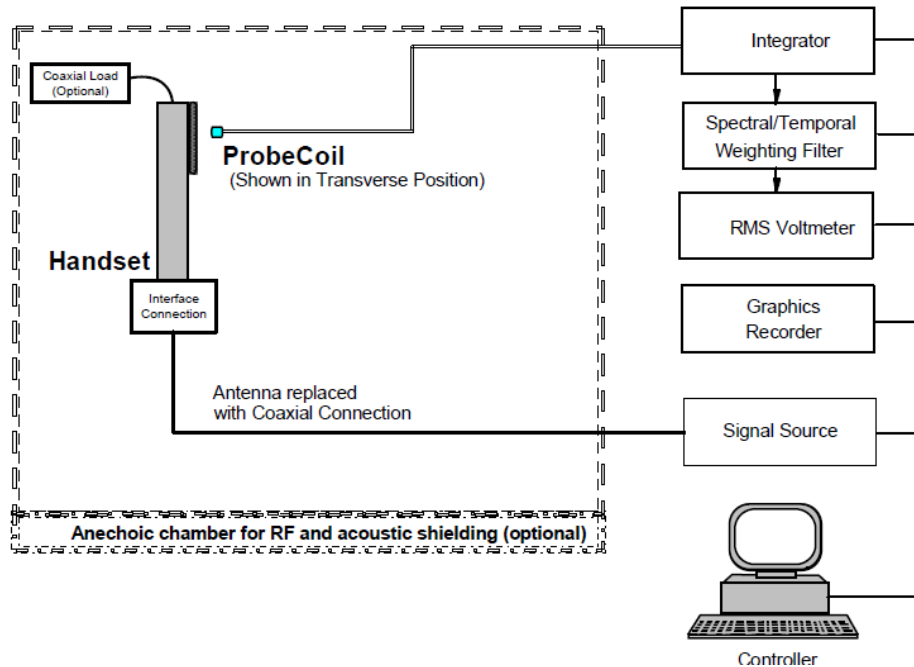 Coaxial Load
(Optional)
Integrator
Spectral/Temporal
Weighting Filter
ProbeCoil
(Shown in Transverse Position)
RMS Voltmeter
Handset
Interface
Connection
Graphics
Recorder
Antenna replaced
with Coaxial Connection
Signal Source
Anechoic chamber for RF and acoustic shielding (optional)
Controller